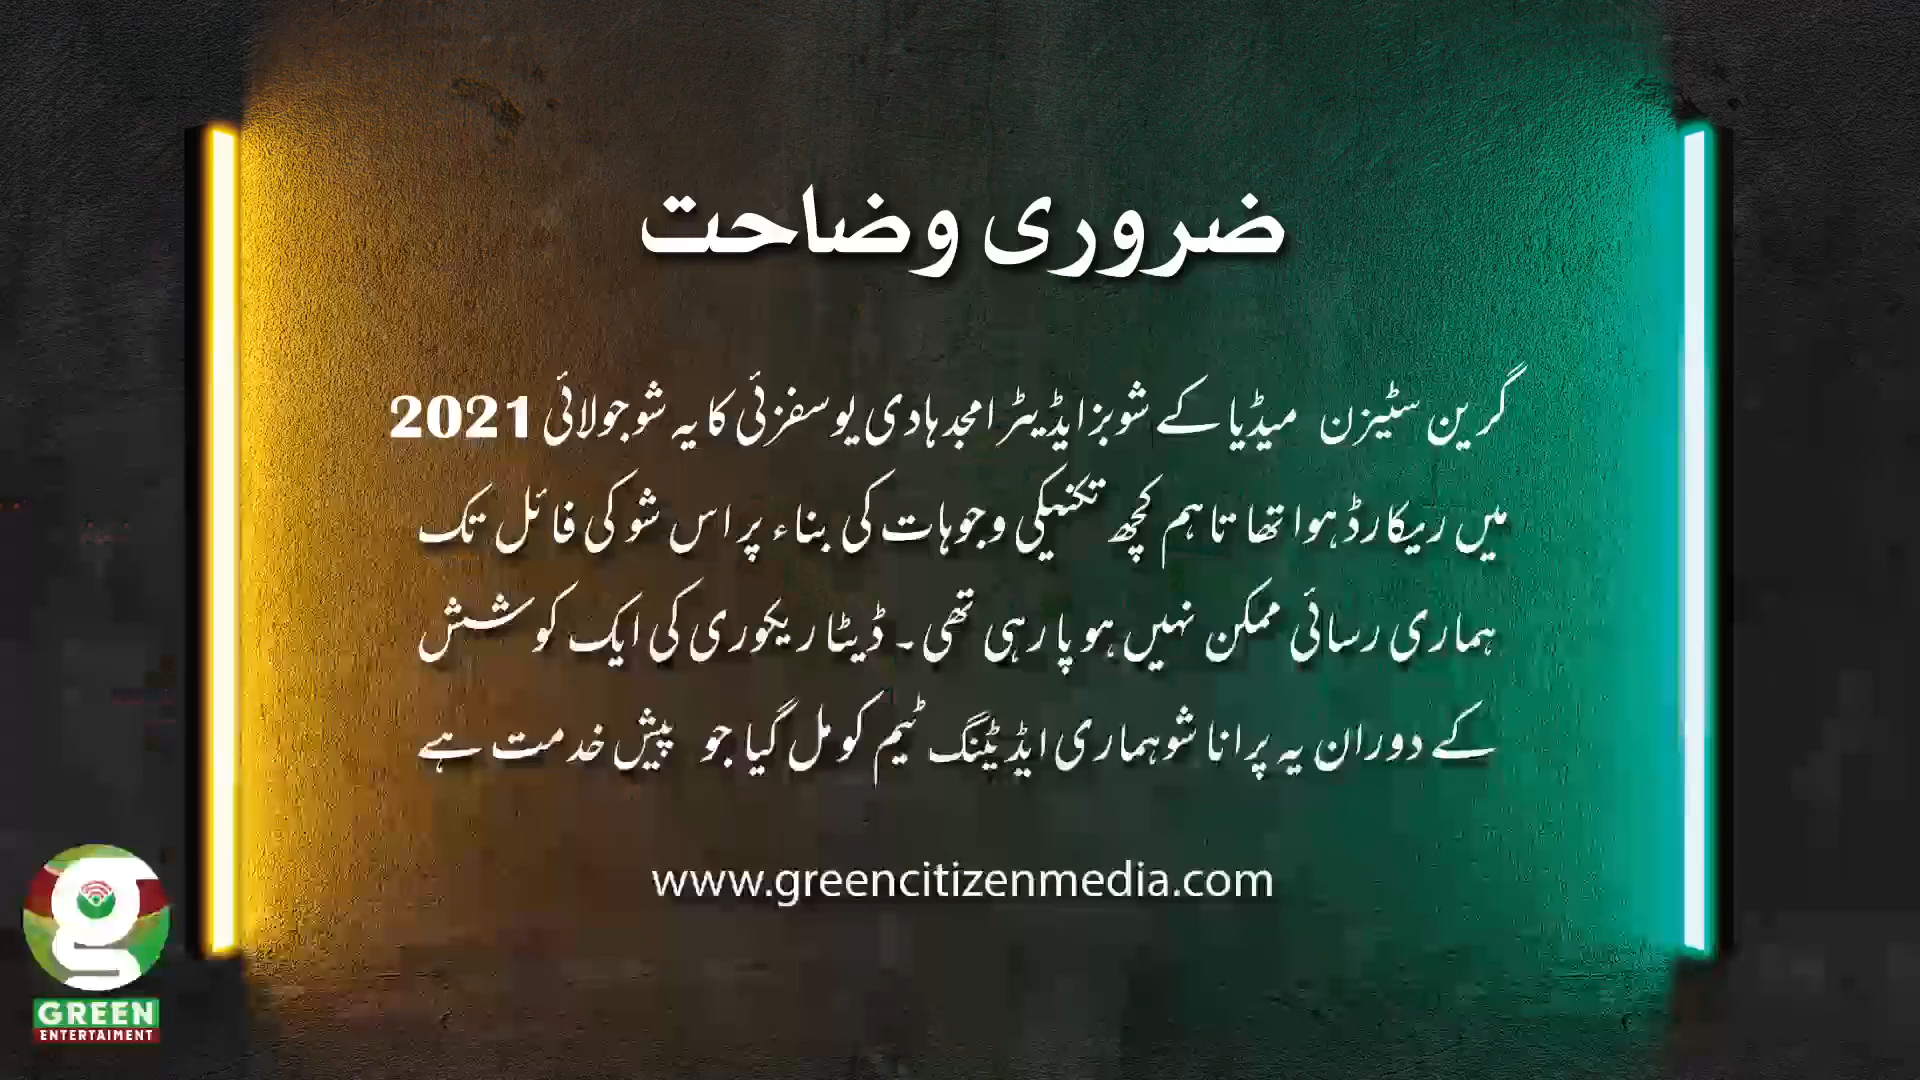 ضروری وضاحت
گرین سٹیزن میڈیا کے شوبز ایڈیٹر امجد ہادی یوسفزئی کا یہ شو جولائی 2021
میں ریکارڈ ہوا تھا تاہم کچھ تکنیکی وجوہات کی بناء پر اس شو کی فائل تک
ہماری رسائی ممکن نہیں ہو پا رہی تھی ۔ ڈیٹا ریکوری کی ایک کوشش
کے دوران یہ پرانا شو ہماری ایڈیٹنگ ٹیم کو مل گیا جو پیش خدمت ہے
www.greencitizenmedia.com
g
GREEN
ENTERTAIMENT